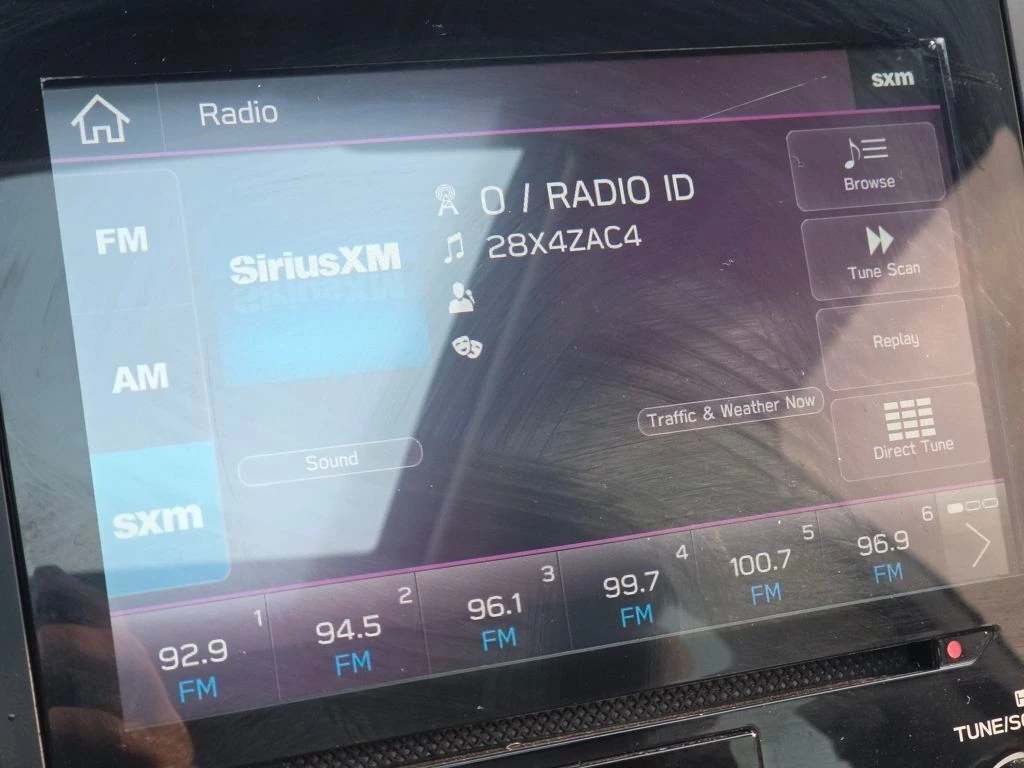 Radio
sxm
FM
AM
sxm
SiriusXM
0 / RADIO ID
28X4ZAC4
Browse
Tune Scan
Replay
Direct Tune
Traffic & Weather Now
Sound
1
92.9
FM
2
94.5
FM
3
96.1
FM
4
99.7
FM
5
100.7
FM
6
96.9
FM
TUNE/